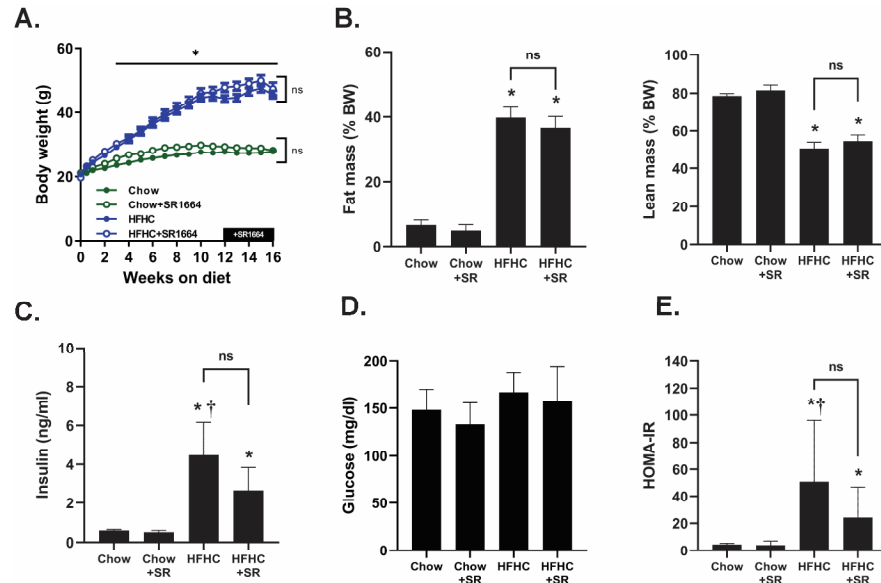 A.
*
60
40
20
0
Body weight (g)
ns
ns
Chow
Chow+SR1664
HFHC
HFHC+SR1664
+SR1664
0 2 4 6 8 10 12 14 16
Weeks on diet
B.
60
40
20
0
Fat mass (% BW)
ns
* *
Chow Chow HFHC HFHC
+SR +SR
100
80
60
40
20
0
Lean mass (% BW)
ns
* *
Chow Chow HFHC HFHC
+SR +SR
C.
10
8
6
4
2
0
Insulin (ng/ml)
ns
* †
*
Chow Chow HFHC HFHC
+SR +SR
D.
200
150
100
50
0
Glucose (mg/dl)
Chow Chow HFHC HFHC
+SR +SR
E.
140
120
100
80
60
40
20
0
HOMA-IR
ns
*†
*
Chow Chow HFHC HFHC
+SR +SR